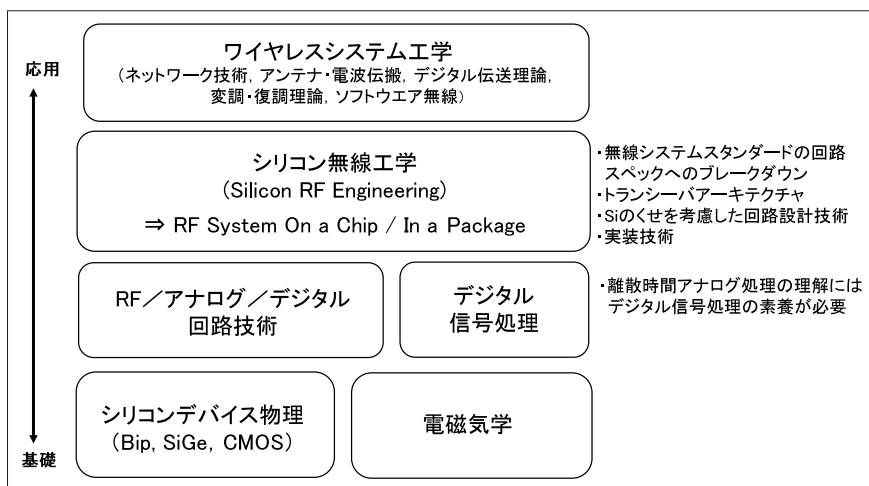 応用
ワイヤレスシステム工学
(ネットワーク技術, アンテナ・電波伝搬, デジタル伝送理論,
変調・復調理論, ソフトウエア無線)
シリコン無線工学
(Silicon RF Engineering)
⇒ RF System On a Chip / In a Package
・無線システムスタンダードの回路
スペックへのブレークダウン
・トランシーバアーキテクチャ
・Siのくせを考慮した回路設計技術
・実装技術
RF／アナログ／デジタル
回路技術
デジタル
信号処理
・離散時間アナログ処理の理解には
デジタル信号処理の素養が必要
シリコンデバイス物理
(Bip, SiGe, CMOS)
電磁気学
基礎